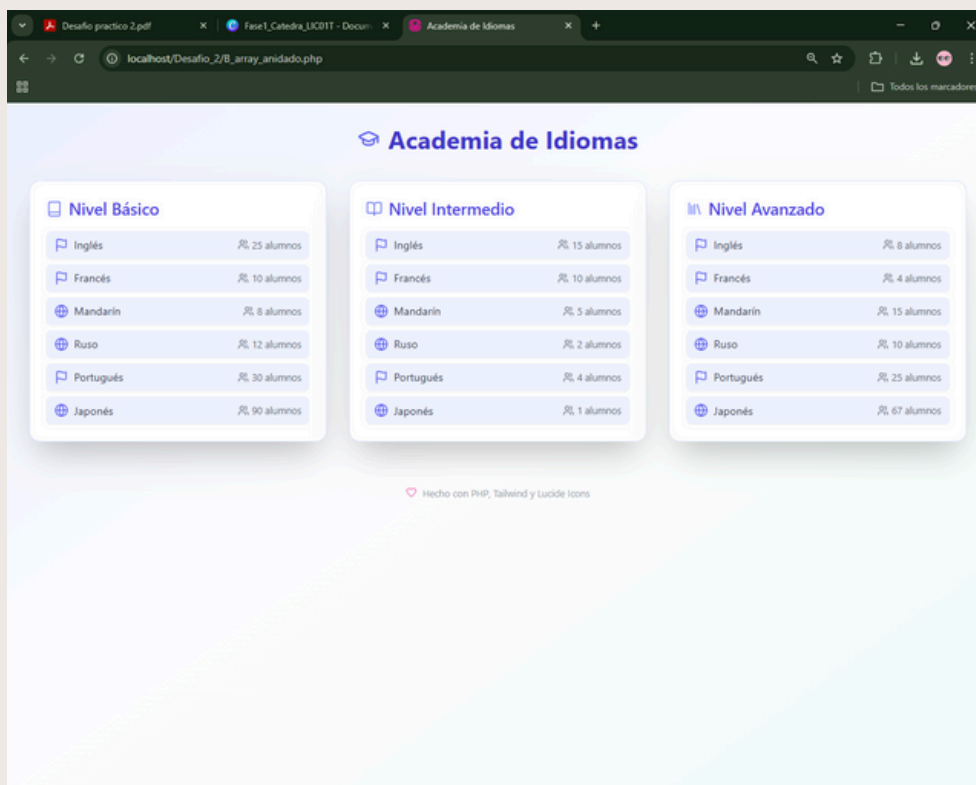 Desafio practico 2.pdf
Fase1_Catedra_LIC01T - Docum
Academia de Idiomas
localhost/Desafio_2/8_array_anidado.php
Todos los marcadores
Academia de Idiomas
Nivel Básico
Inglés 25 alumnos
Francés 10 alumnos
Mandarín 8 alumnos
Ruso 12 alumnos
Portugués 30 alumnos
Japonés 90 alumnos
Nivel Intermedio
Inglés 15 alumnos
Francés 10 alumnos
Mandarín 5 alumnos
Ruso 2 alumnos
Portugués 4 alumnos
Japonés 1 alumnos
Nivel Avanzado
Inglés 8 alumnos
Francés 4 alumnos
Mandarín 15 alumnos
Ruso 10 alumnos
Portugués 25 alumnos
Japonés 67 alumnos
Hecho con PHP, Tailwind y Lucide Icons